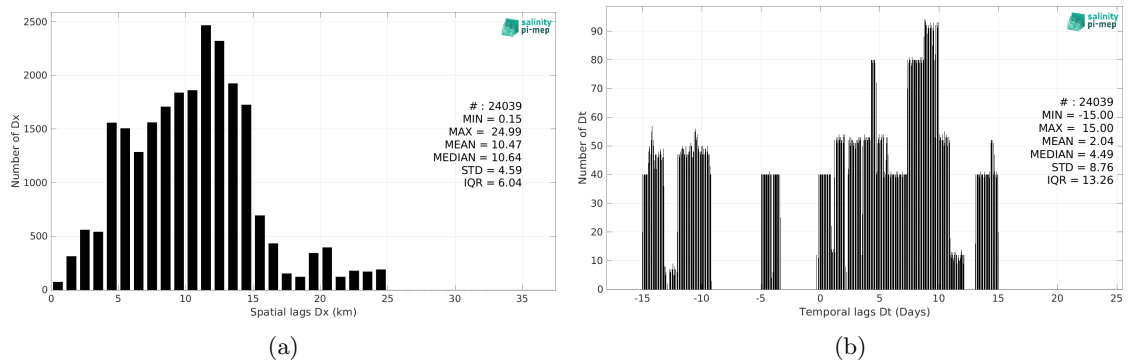 2500
2000
1500
1000
500
0
0 5 10 15 20 25 30 35
Number of Dx
Spatial lags Dx (km)
salinity
pi-mep
# : 24039
MIN = 0.15
MAX = 24.99
MEAN = 10.47
MEDIAN = 10.64
STD = 4.59
IQR = 6.04
(a)
90
80
70
60
50
40
30
20
10
0
-15 -10 -5 0 5 10 15 20 25
Number of Dt
Temporal lags Dt (Days)
salinity
pi-mep
# : 24039
MIN = -15.00
MAX = 15.00
MEAN = 2.04
MEDIAN = 4.49
STD = 8.76
IQR = 13.26
(b)